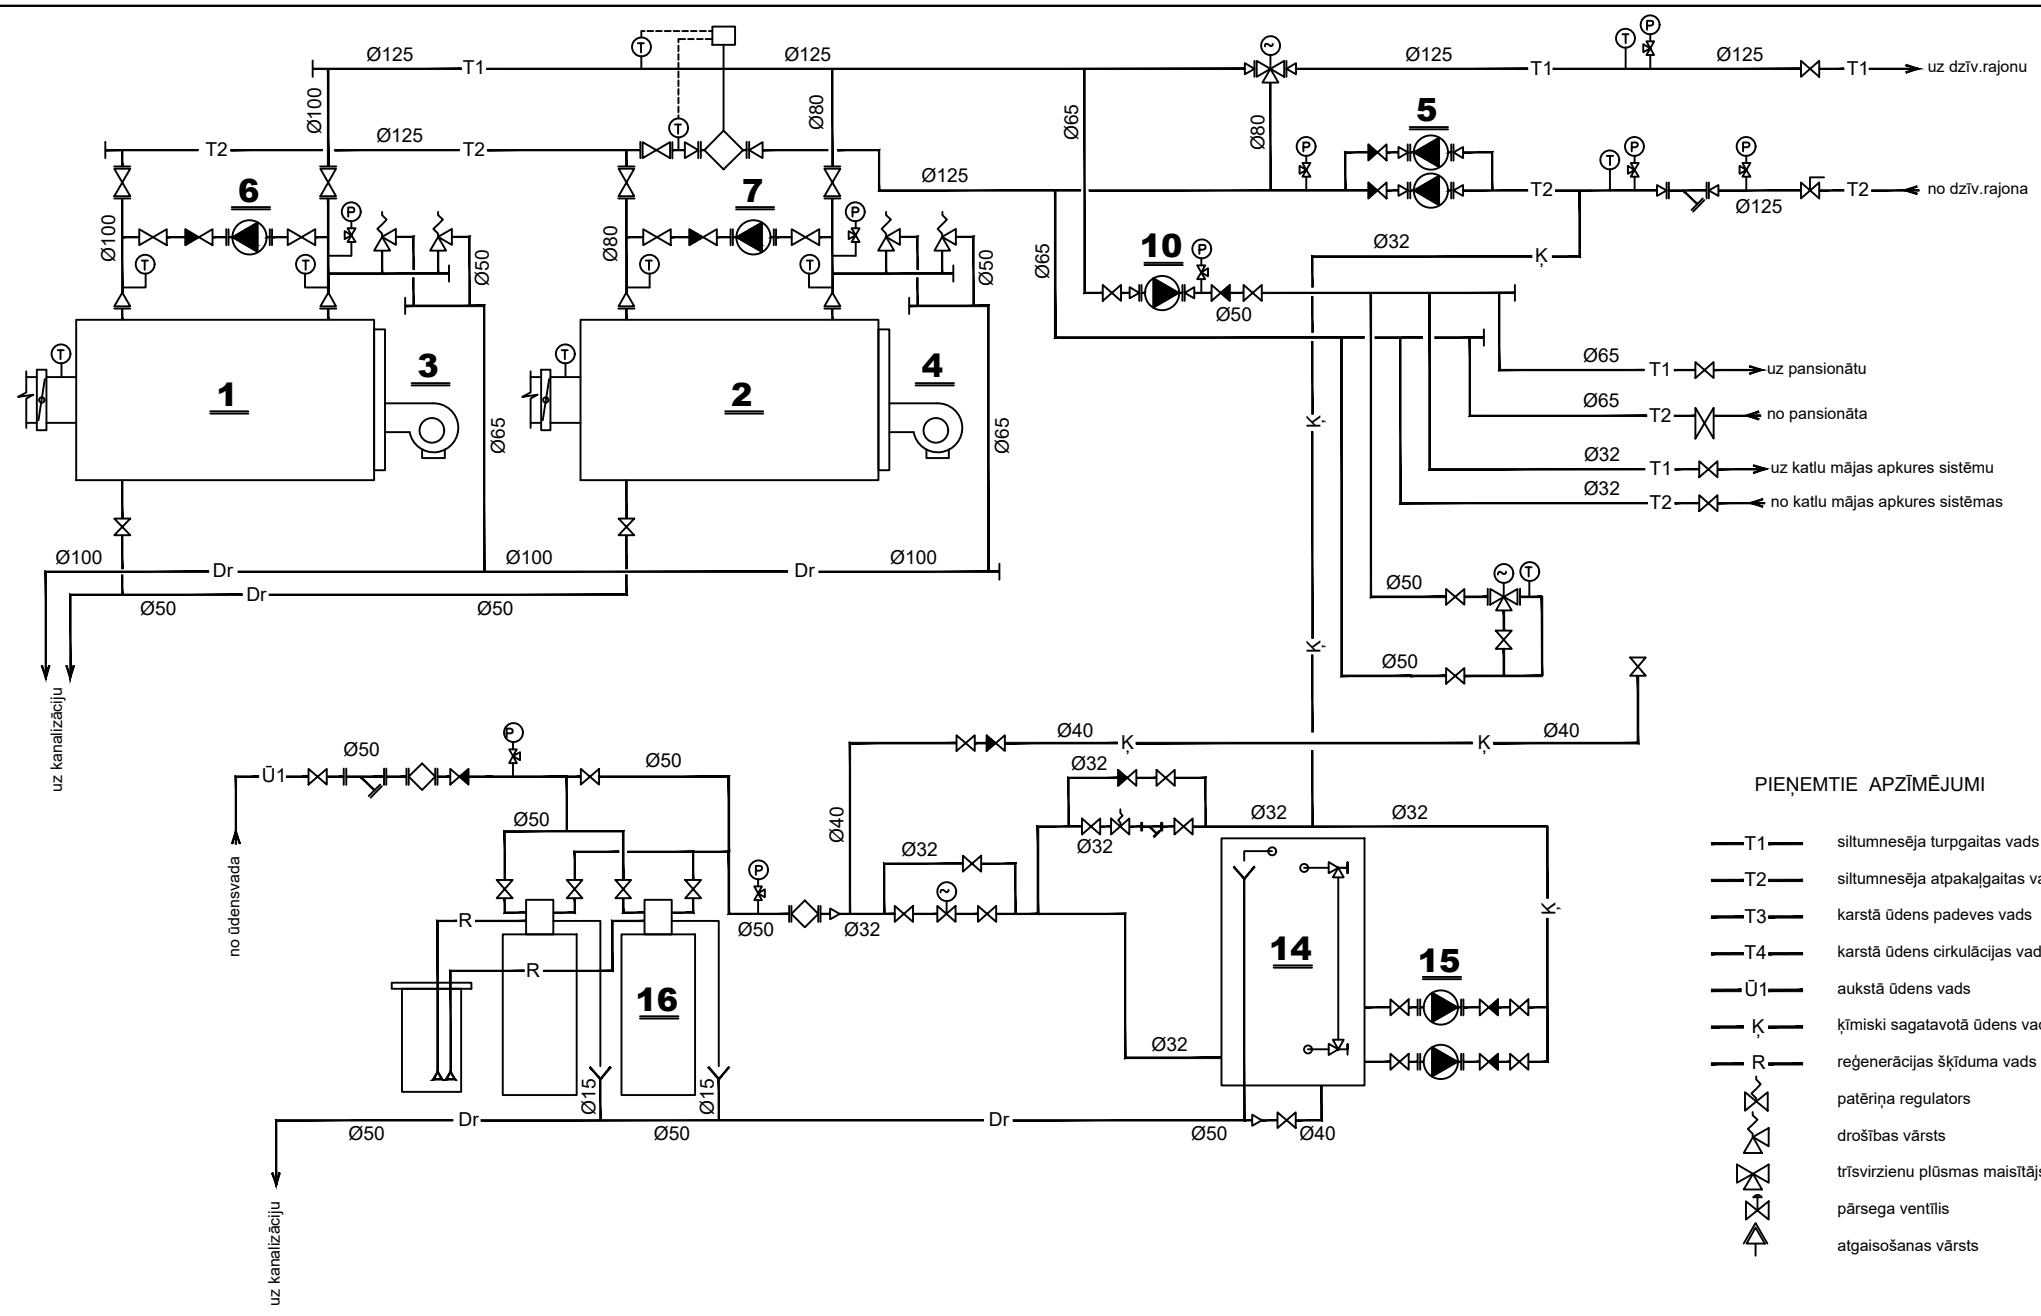 Ø125 T1 Ø125 Ø125 T1 Ø125 T1 uz dzīv.rajonu
T T P
~
Ø100 Ø80 Ø65 Ø80
T2 Ø125 T2 T
5
P T P P
Ø125 T2 Ø125 T2 no dzīv.rajona
6 7
P P
Ø100 Ø50 Ø80 Ø50 Ø65
T T T T
10 P
Ø32 Ķ
Ø50
T T
1 3 2 4
Ø65 Ø65
Ø65 T1 uz pansionātu
Ø65 T2 no pansionāta
Ķ
Ø32 T1 uz katlu mājas apkures sistēmu
Ø32 T2 no katlu mājas apkures sistēmas
Ø100 Dr Ø100 Dr Ø100
Ø50 Dr Ø50
~ T
Ø50
Ķ
Ø50
uz kanalizāciju
Ū1 Ø50 P Ø50
Ø40 Ķ Ķ Ø40
no ūdensvada
Ø50
Ø40
Ø32
Ø32
Ø32 Ø32
P
Ø50 Ø32
Ø32
~
Ķ
R
R
16
14
15
Ø32
Ø15 Ø15
Dr Dr
Ø50 Ø50 Ø50 Ø40
uz kanalizāciju
PIEŅEMTIE APZĪMĒJUMI
T1 siltumnesēja turpgaitas vads
T2 siltumnesēja atpakaļgaitas va
T3 karstā ūdens padeves vads
T4 karstā ūdens cirkulācijas vad
Ū1 aukstā ūdens vads
Ķ ķīmiski sagatavotā ūdens vad
R reģenerācijas šķīduma vads
patēriņa regulators
drošības vārsts
trīsvirzienu plūsmas maisītājs
pārsega ventīlis
atgaisošanas vārsts